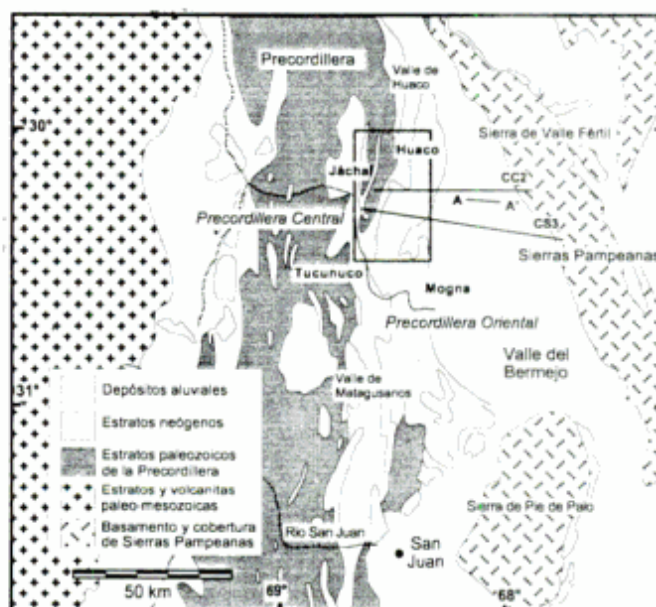 Precordillera
Valle de
Huaco
30°
Sierra de Valle Fértil
Huaco
Jáchal
CC2
A
A'
Precordillera Central
CS3
Sierras Pampeanas
Tucunuco
Mogna
Precordillera Oriental
Valle del
Bermejo
31°
Valle de
Matagusanos
Depósitos aluviales
Estratos neógenos
Estratos paleozoicos
de la Precordillera
Estratos y volcanitas
paleo-mesozoicas
Basamento y cobertura
de Sierras Pampeanas
Sierra de Pie de Palo
Rio San Juan
San
Juan
50 km
69°
68°